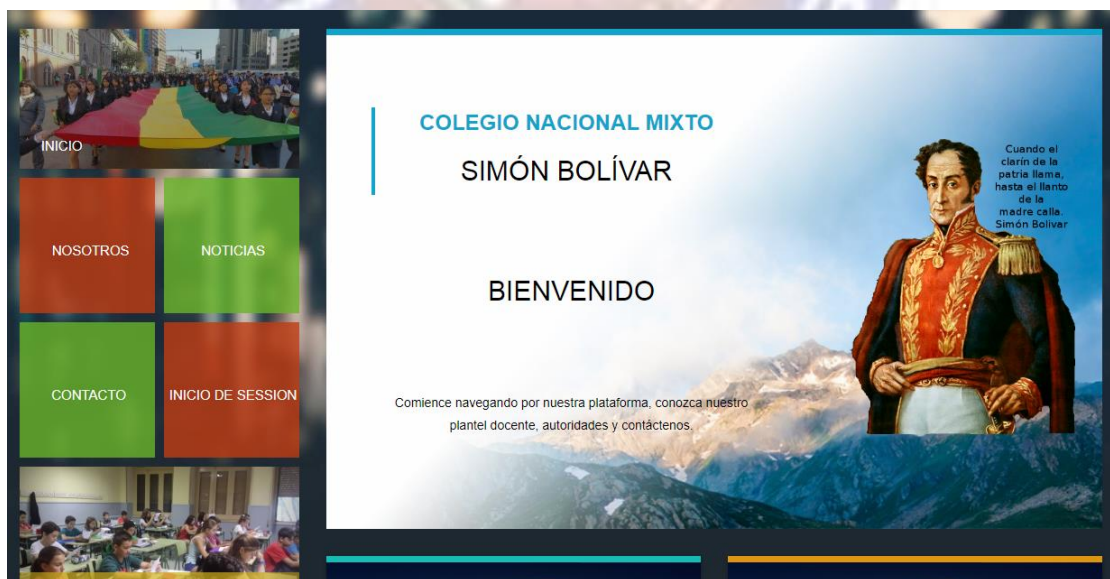 INICIO
NOSOTROS
NOTICIAS
CONTACTO
INICIO DE SESSION
COLEGIO NACIONAL MIXTO
SIMÓN BOLÍVAR
BIENVENIDO
Comience navegando por nuestra plataforma, conozca nuestro
plantel docente, autoridades y contáctenos.
Cuando el
clarín de la
patria llama,
hasta el llanto
de la
madre calla.
Simón Bolivar